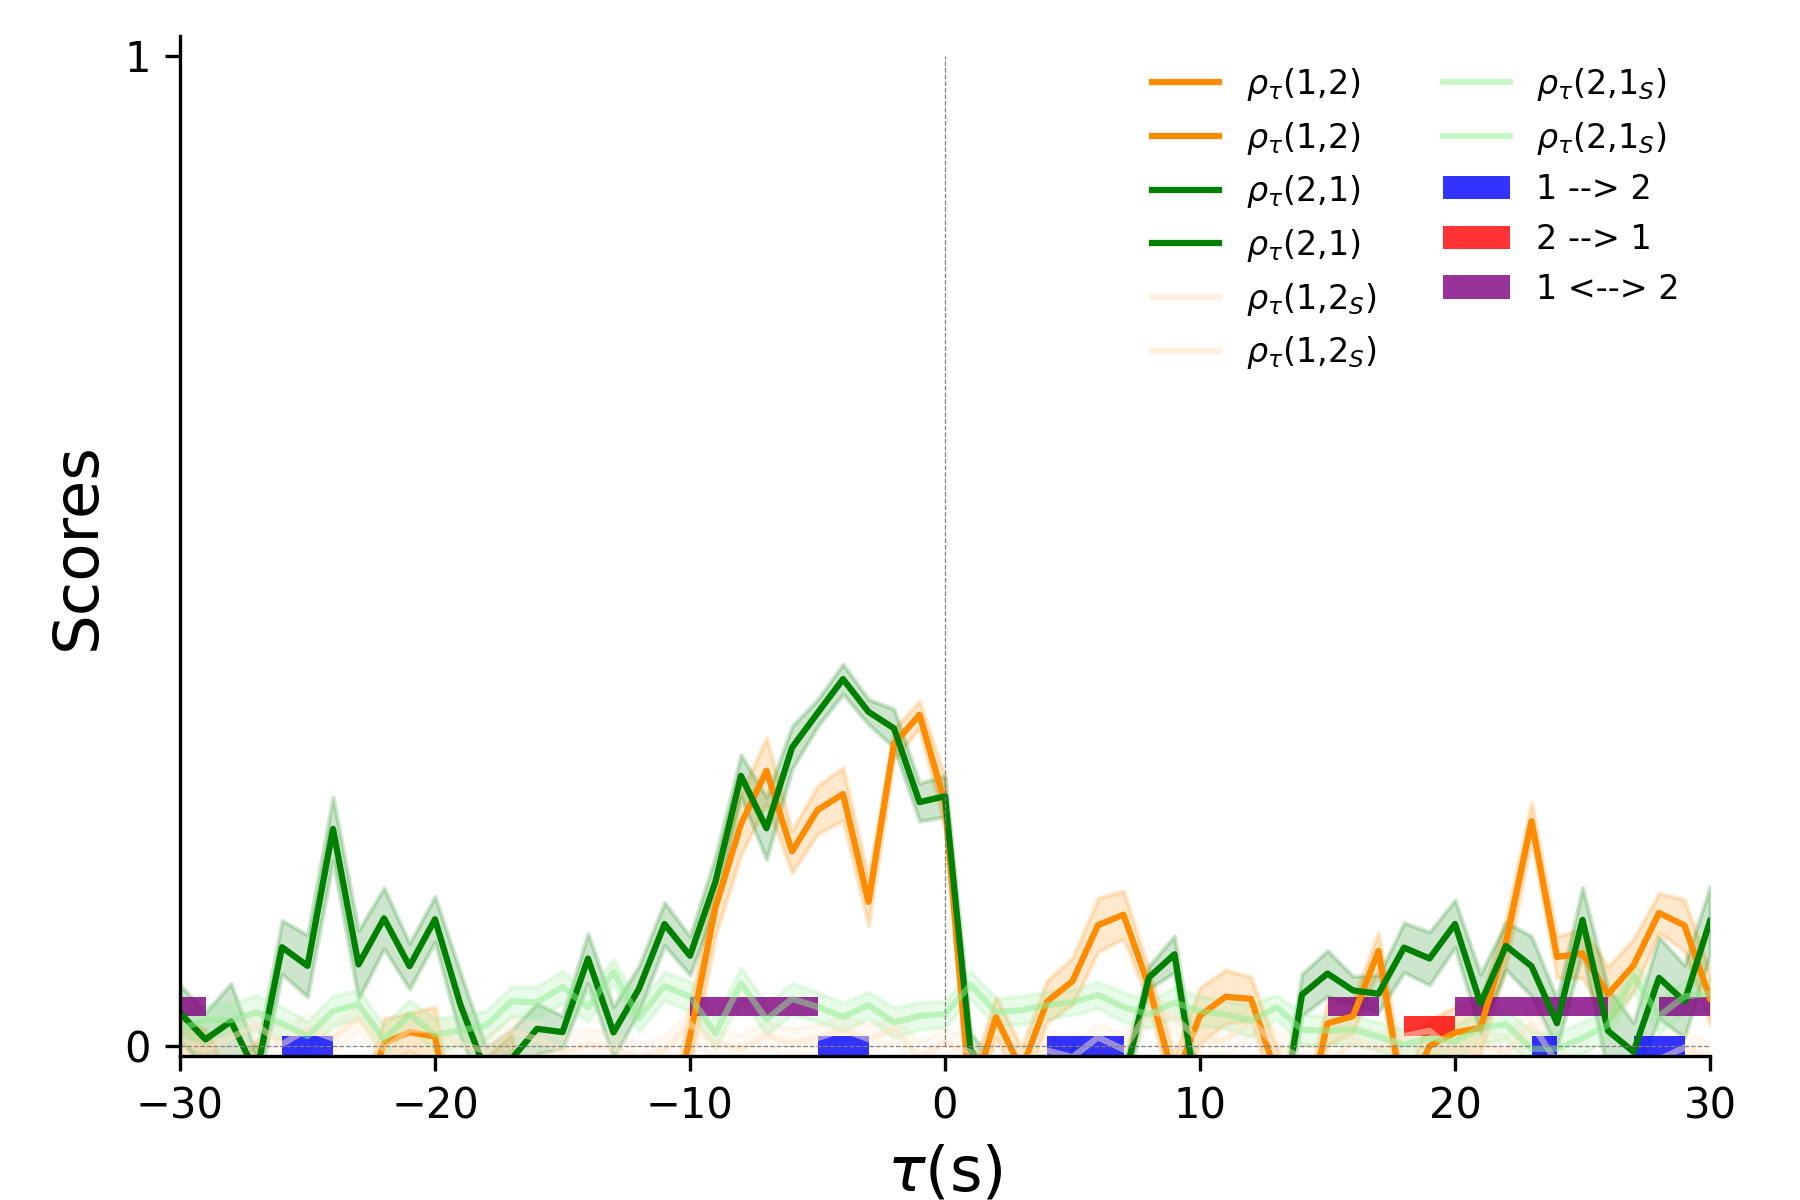 1
ρτ(1,2)
ρτ(1,2)
ρτ(2,1)
ρτ(2,1)
ρτ(1,2S)
ρτ(1,2S)
ρτ(2,1S)
ρτ(2,1S)
1 --> 2
2 --> 1
1 <--> 2
Scores
0
−30 −20 −10 0 10 20 30
τ(s)